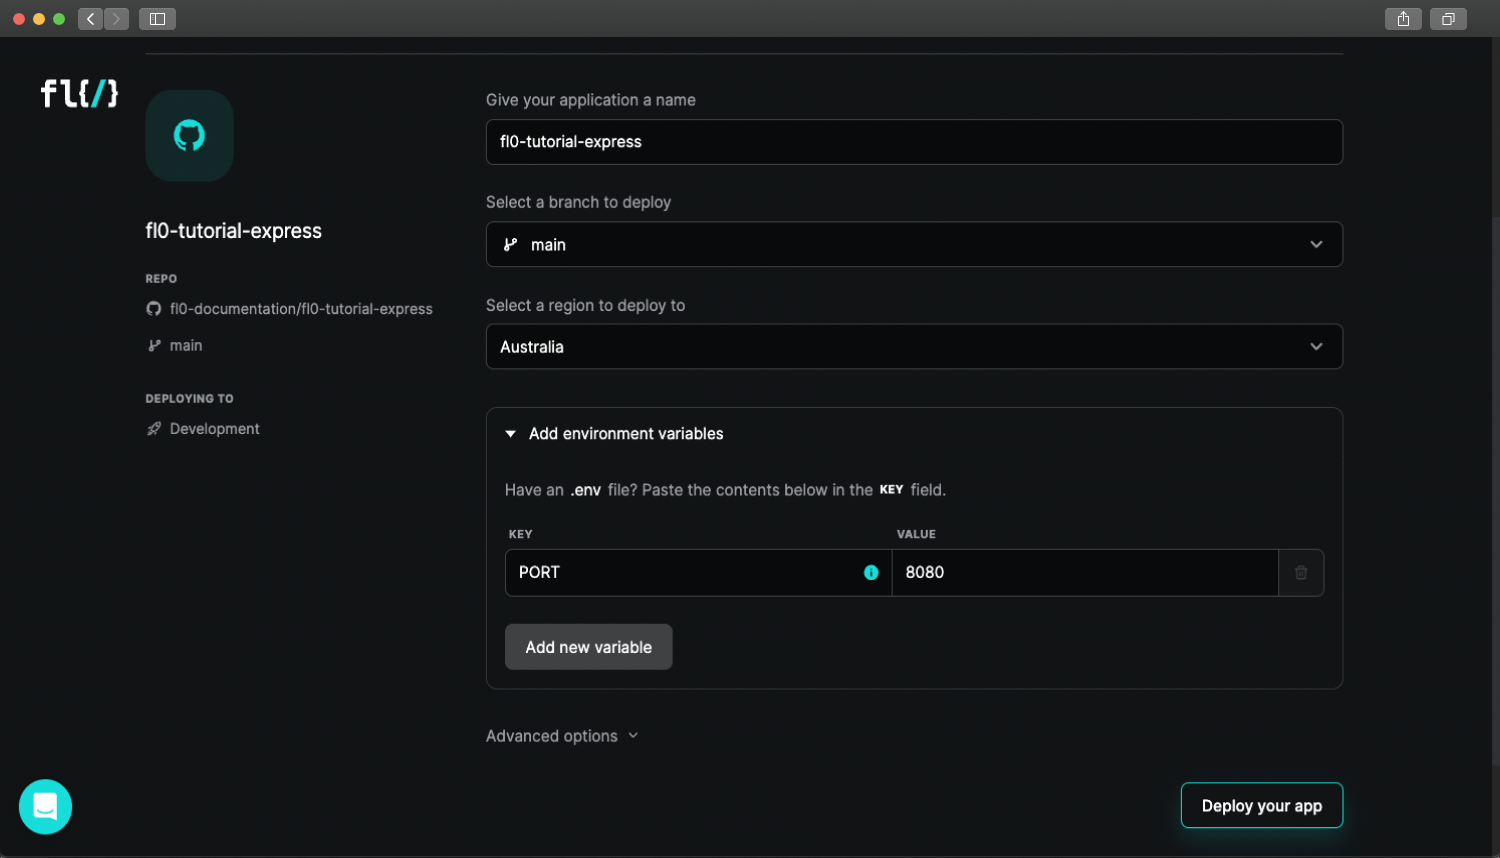 fl{/}
fl0-tutorial-express
REPO
fl0-documentation/fl0-tutorial-express
main
DEPLOYING TO
Development
Give your application a name
fl0-tutorial-express
Select a branch to deploy
main
Select a region to deploy to
Australia
Add environment variables
Have an .env file? Paste the contents below in the KEY field.
KEY VALUE
PORT 8080
Add new variable
Advanced options
Deploy your app